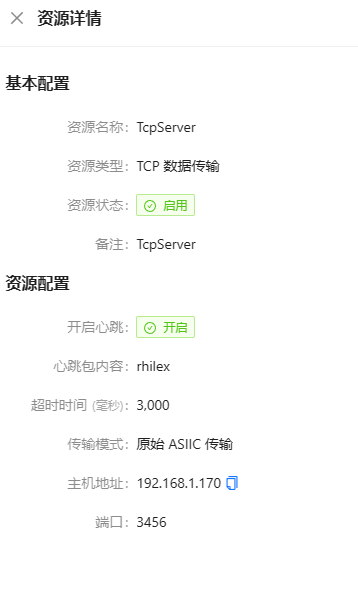 资源详情
基本配置
资源名称: TcpServer
资源类型: TCP 数据传输
资源状态: 启用
备注: TcpServer
资源配置
开启心跳: 开启
心跳包内容: rhilex
超时时间 (毫秒): 3,000
传输模式: 原始 ASIIC 传输
主机地址: 192.168.1.170
端口: 3456